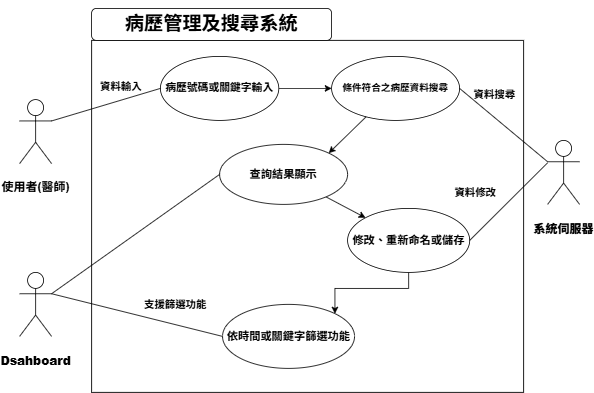 病歷管理及搜尋系統
資料輸入
病歷號碼或關鍵字輸入
條件符合之病歷資料搜尋
資料搜尋
使用者(醫師)
查詢結果顯示
資料修改
系統伺服器
修改、重新命名或儲存
支援篩選功能
依時間或關鍵字篩選功能
Dsahboard